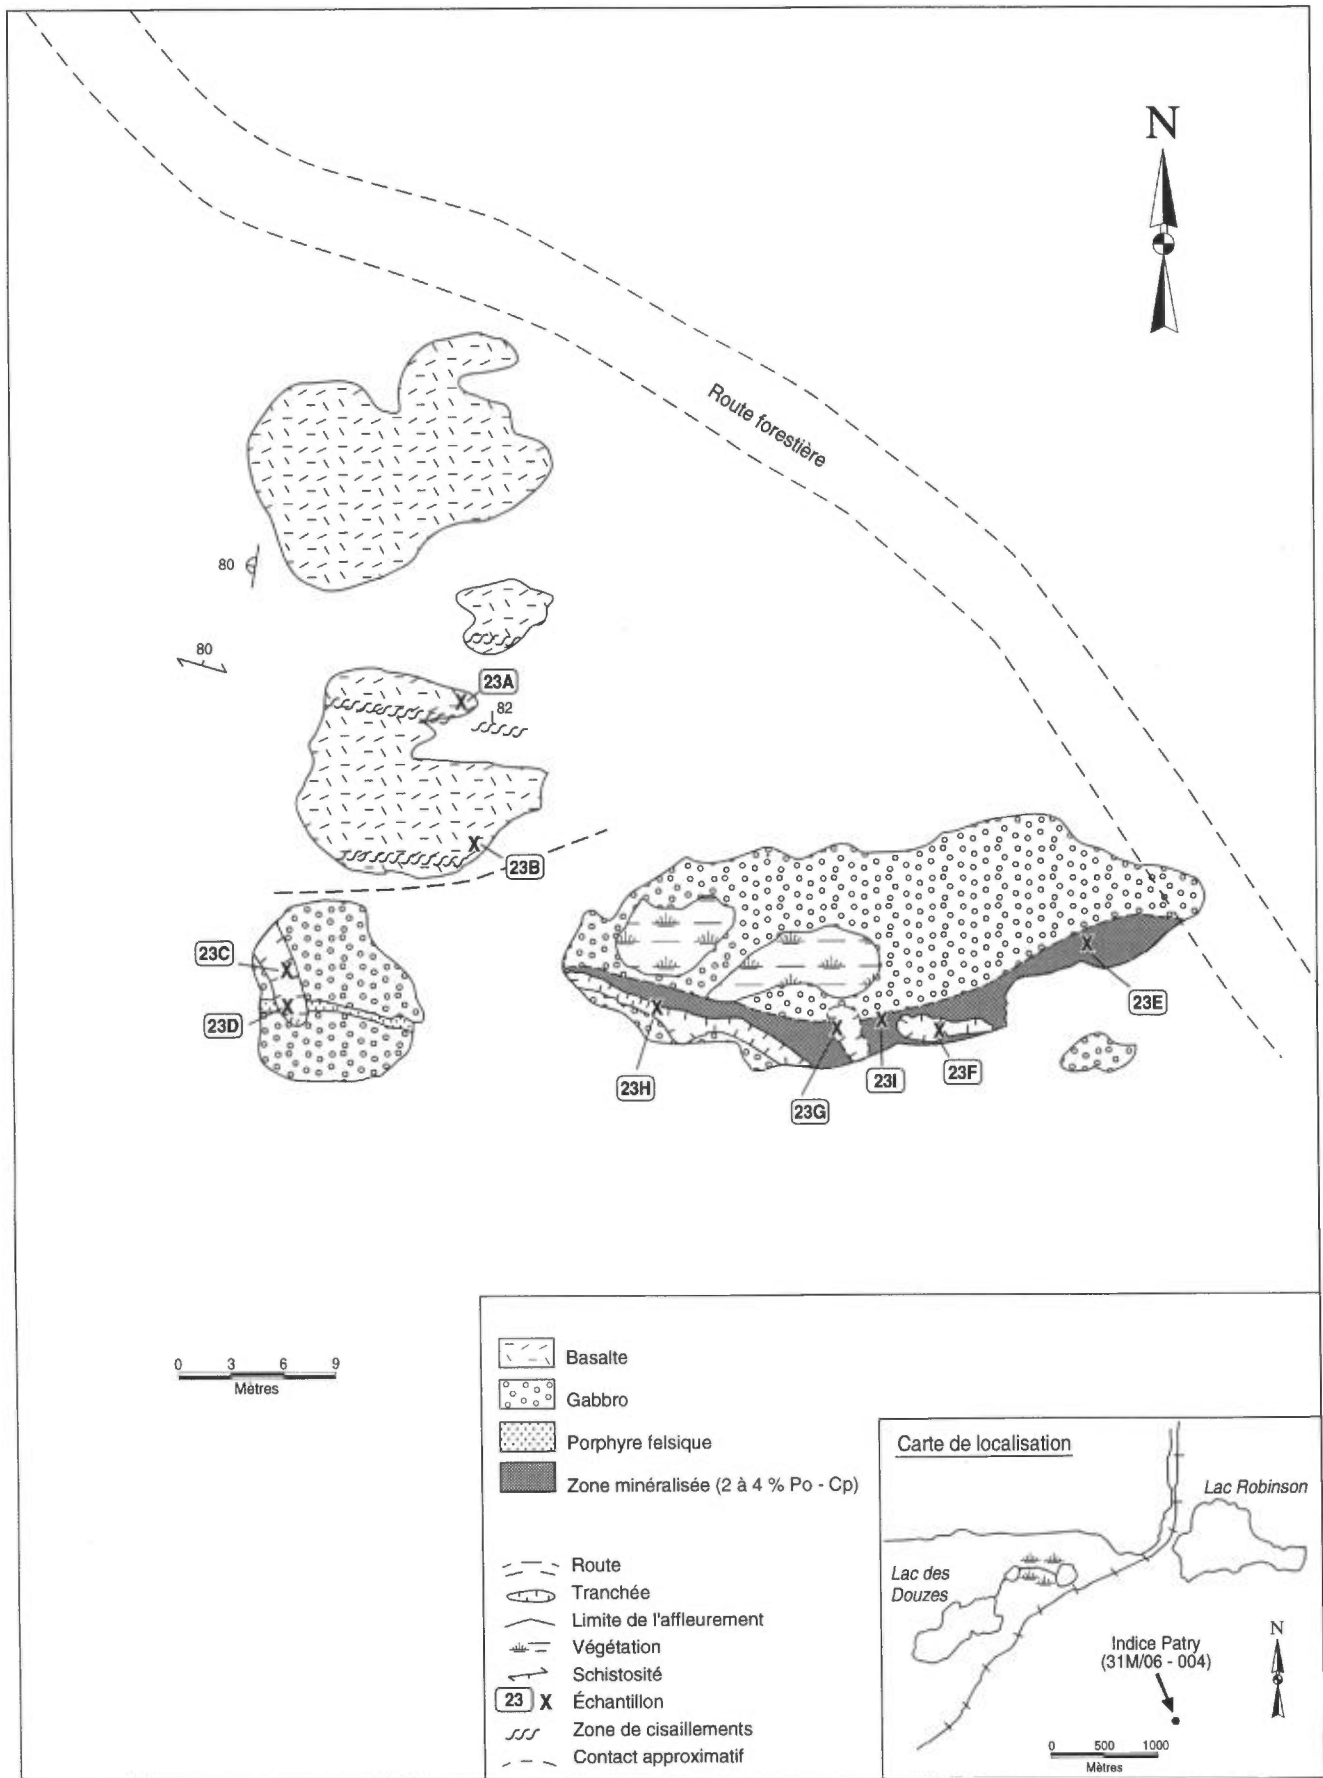 N
Route forestière
80
80
23A
82
23B
23C
23D
23E
23H
23I
23F
23G
0 3 6 9
Mètres
Basalte
Gabbro
Porphyre felsique
Zone minéralisée (2 à 4 % Po - Cp)
Route
Tranchée
Limite de l'affleurement
Végétation
Schistosité
23 X Échantillon
Zone de cisaillements
Contact approximatif
Carte de localisation
Lac Robinson
Lac des
Douzes
Indice Patry
(31M/06 - 004)
N
0 500 1000
Mètres